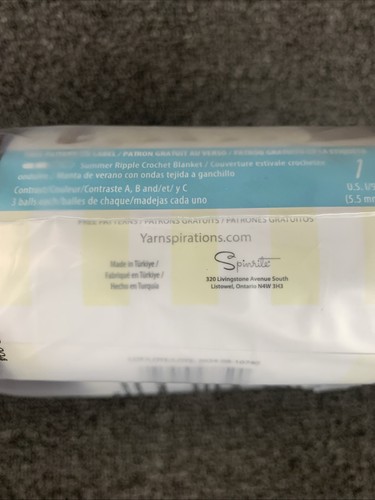 Summer Ripple Crochet Blanket / Couverture estivale crochetée
/ Manta de verano con ondas tejida a ganchillo
Contrast/Couleur/Contraste A, B and/et/ y C
3 balls each/balles de chaque/madejas cada uno
1
U.S. I/9
(5.5 mm
FREE PATTERNS / PATRONS GRATUITS / PATRONES GRATUITOS
Yarnspirations.com
Made in Türkiye /
Fabriqué en Türkiye /
Hecho en Turquía
Spinrite
320 Livingstone Avenue South
Listowel, Ontario N4W 3H3